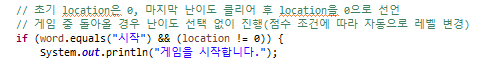 // 초기 location은 0, 마지막 난이도 클리어 후 location을 0으로 선언
// 게임 중 돌아올 경우 난이도 선택 없이 진행(점수 조건에 따라 자동으로 레벨 변경)
if (word.equals("시작") && (location != 0)) {
    System.out.println("게임을 시작합니다.");